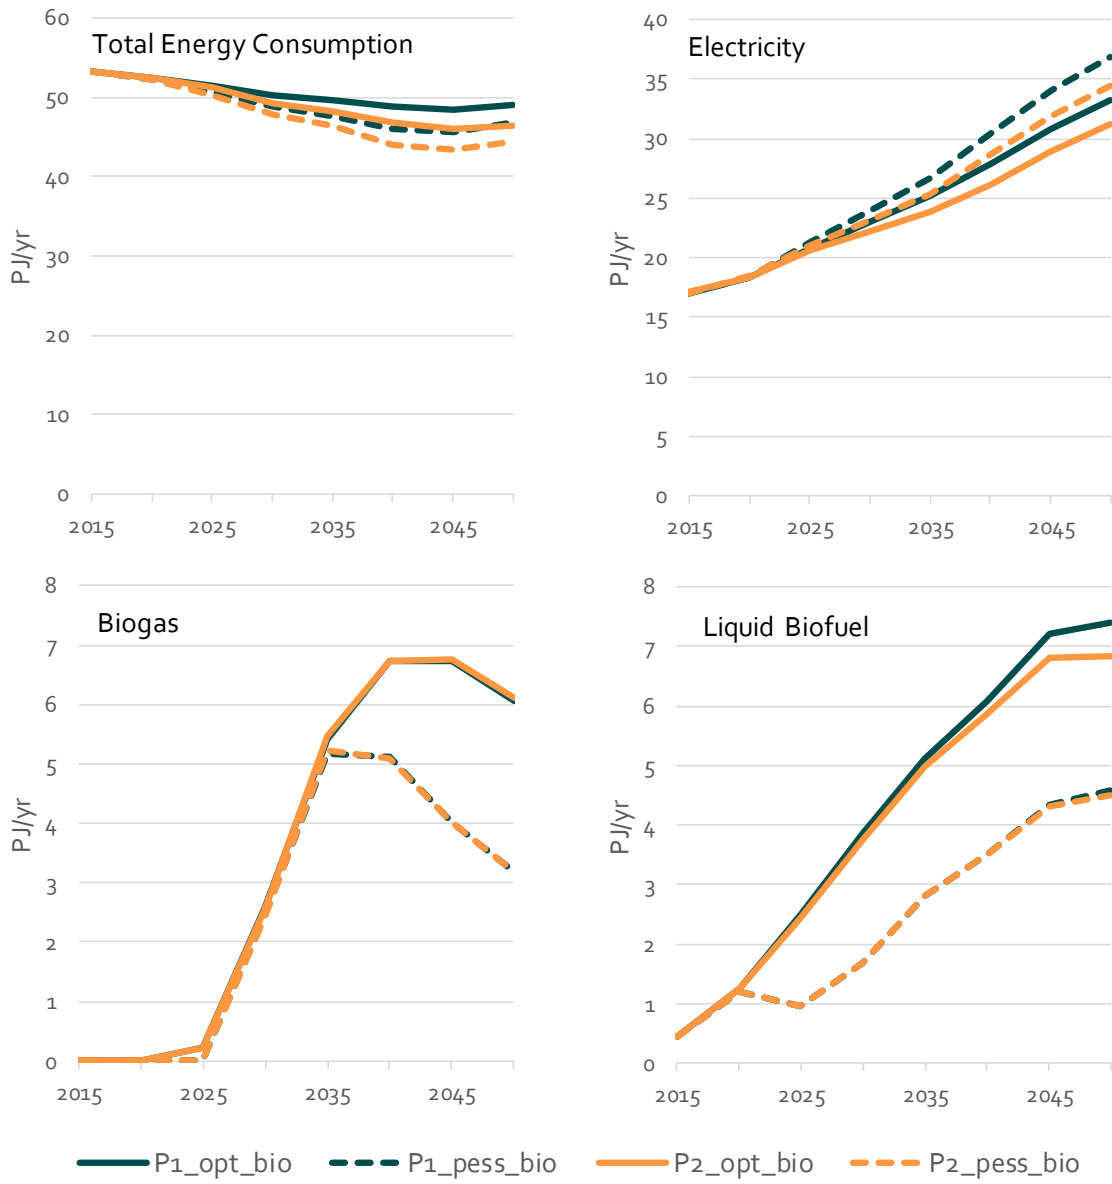 Total Energy Consumption
60
50
40
30
20
10
0
PJ/yr
2015 2025 2035 2045
Electricity
40
35
30
25
20
15
10
5
0
PJ/yr
2015 2025 2035 2045
Biogas
8
7
6
5
4
3
2
1
0
PJ/yr
2015 2025 2035 2045
Liquid Biofuel
8
7
6
5
4
3
2
1
0
PJ/yr
2015 2025 2035 2045
P1_opt_bio P1_pess_bio P2_opt_bio P2_pess_bio